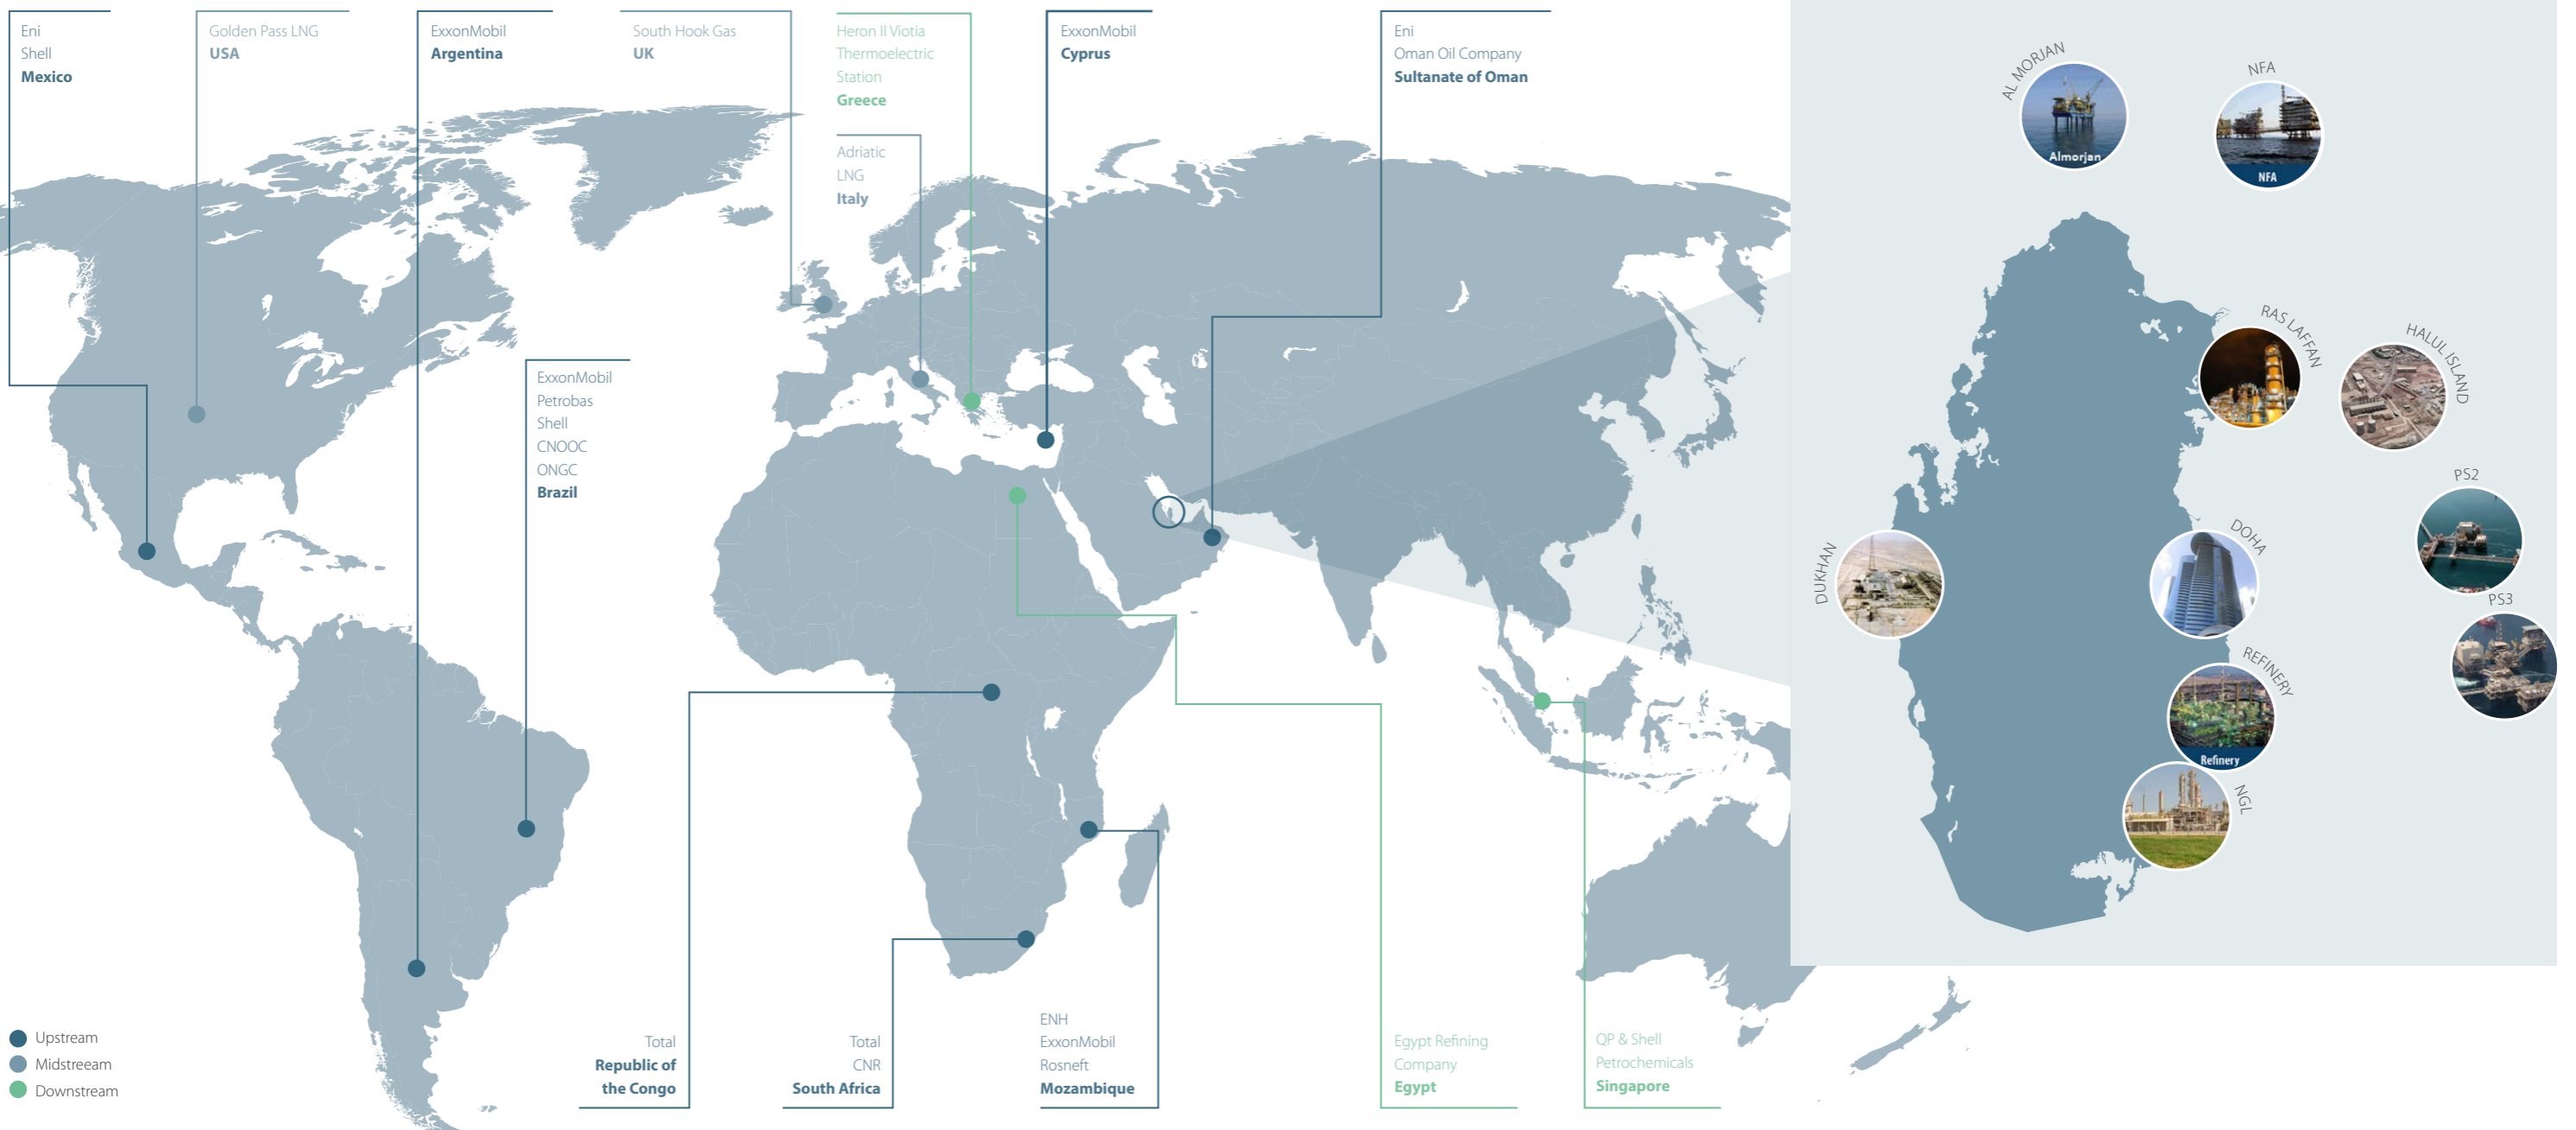 Eni
Shell
Mexico
Golden Pass LNG
USA
ExxonMobil
Argentina
South Hook Gas
UK
Heron II Viotia
Thermoelectric
Station
Greece
Adriatic
LNG
Italy
ExxonMobil
Cyprus
Eni
Oman Oil Company
Sultanate of Oman
ExxonMobil
Petrobas
Shell
CNOOC
ONGC
Brazil
Total
Republic of
the Congo
Total
CNR
South Africa
ENH
ExxonMobil
Rosneft
Mozambique
Egypt Refining
Company
Egypt
QP & Shell
Petrochemicals
Singapore
Upstream
Midstreeam
Downstream
AL MORJAN
Almorjan
NFA
NFA
RAS LAFFAN
HALUL ISLAND
PS2
DOHA
DUKHAN
PS3
REFINERY
Refinery
NGL